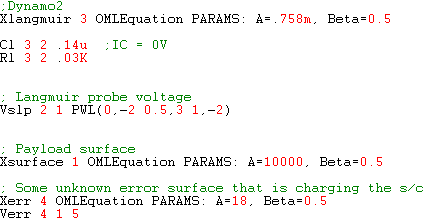 ;Dynamo2
Xlangmuir 3 OMLEquation PARAMS: A=.758m, Beta=0.5
Cl 3 2 .14u ;IC = 0V
Rl 3 2 .03K
; Langmuir probe voltage
Vslp 2 1 PWL(0,-2 0.5,3 1,-2)
; Payload surface
Xsurface 1 OMLEquation PARAMS: A=10000, Beta=0.5
; Some unknown error surface that is charging the s/c
Xerr 4 OMLEquation PARAMS: A=18, Beta=0.5
Verr 4 1 5